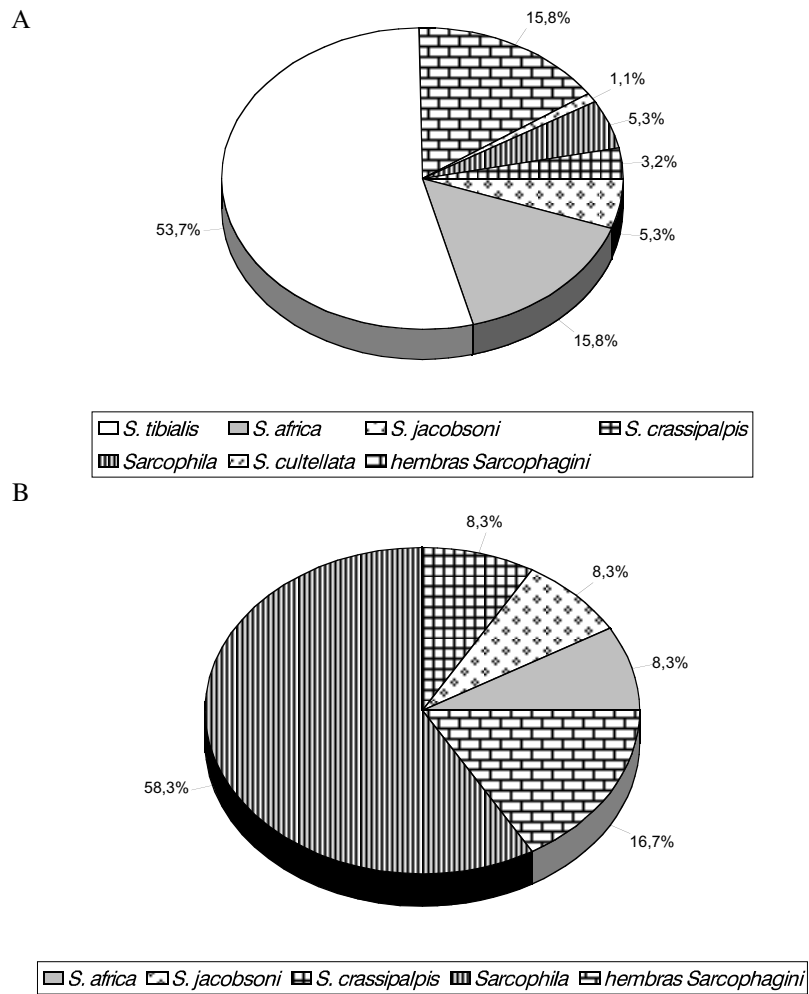 A
15,8%
1,1%
5,3%
3,2%
53,7%
5,3%
15,8%
S. tibialis S. africa S. jacobsoni S. crassipalpis
Sarcophila S. cultellata hembras Sarcophagini
B
8,3%
8,3%
8,3%
58,3%
16,7%
S. africa S. jacobsoni S. crassipalpis Sarcophila hembras Sarcophagini